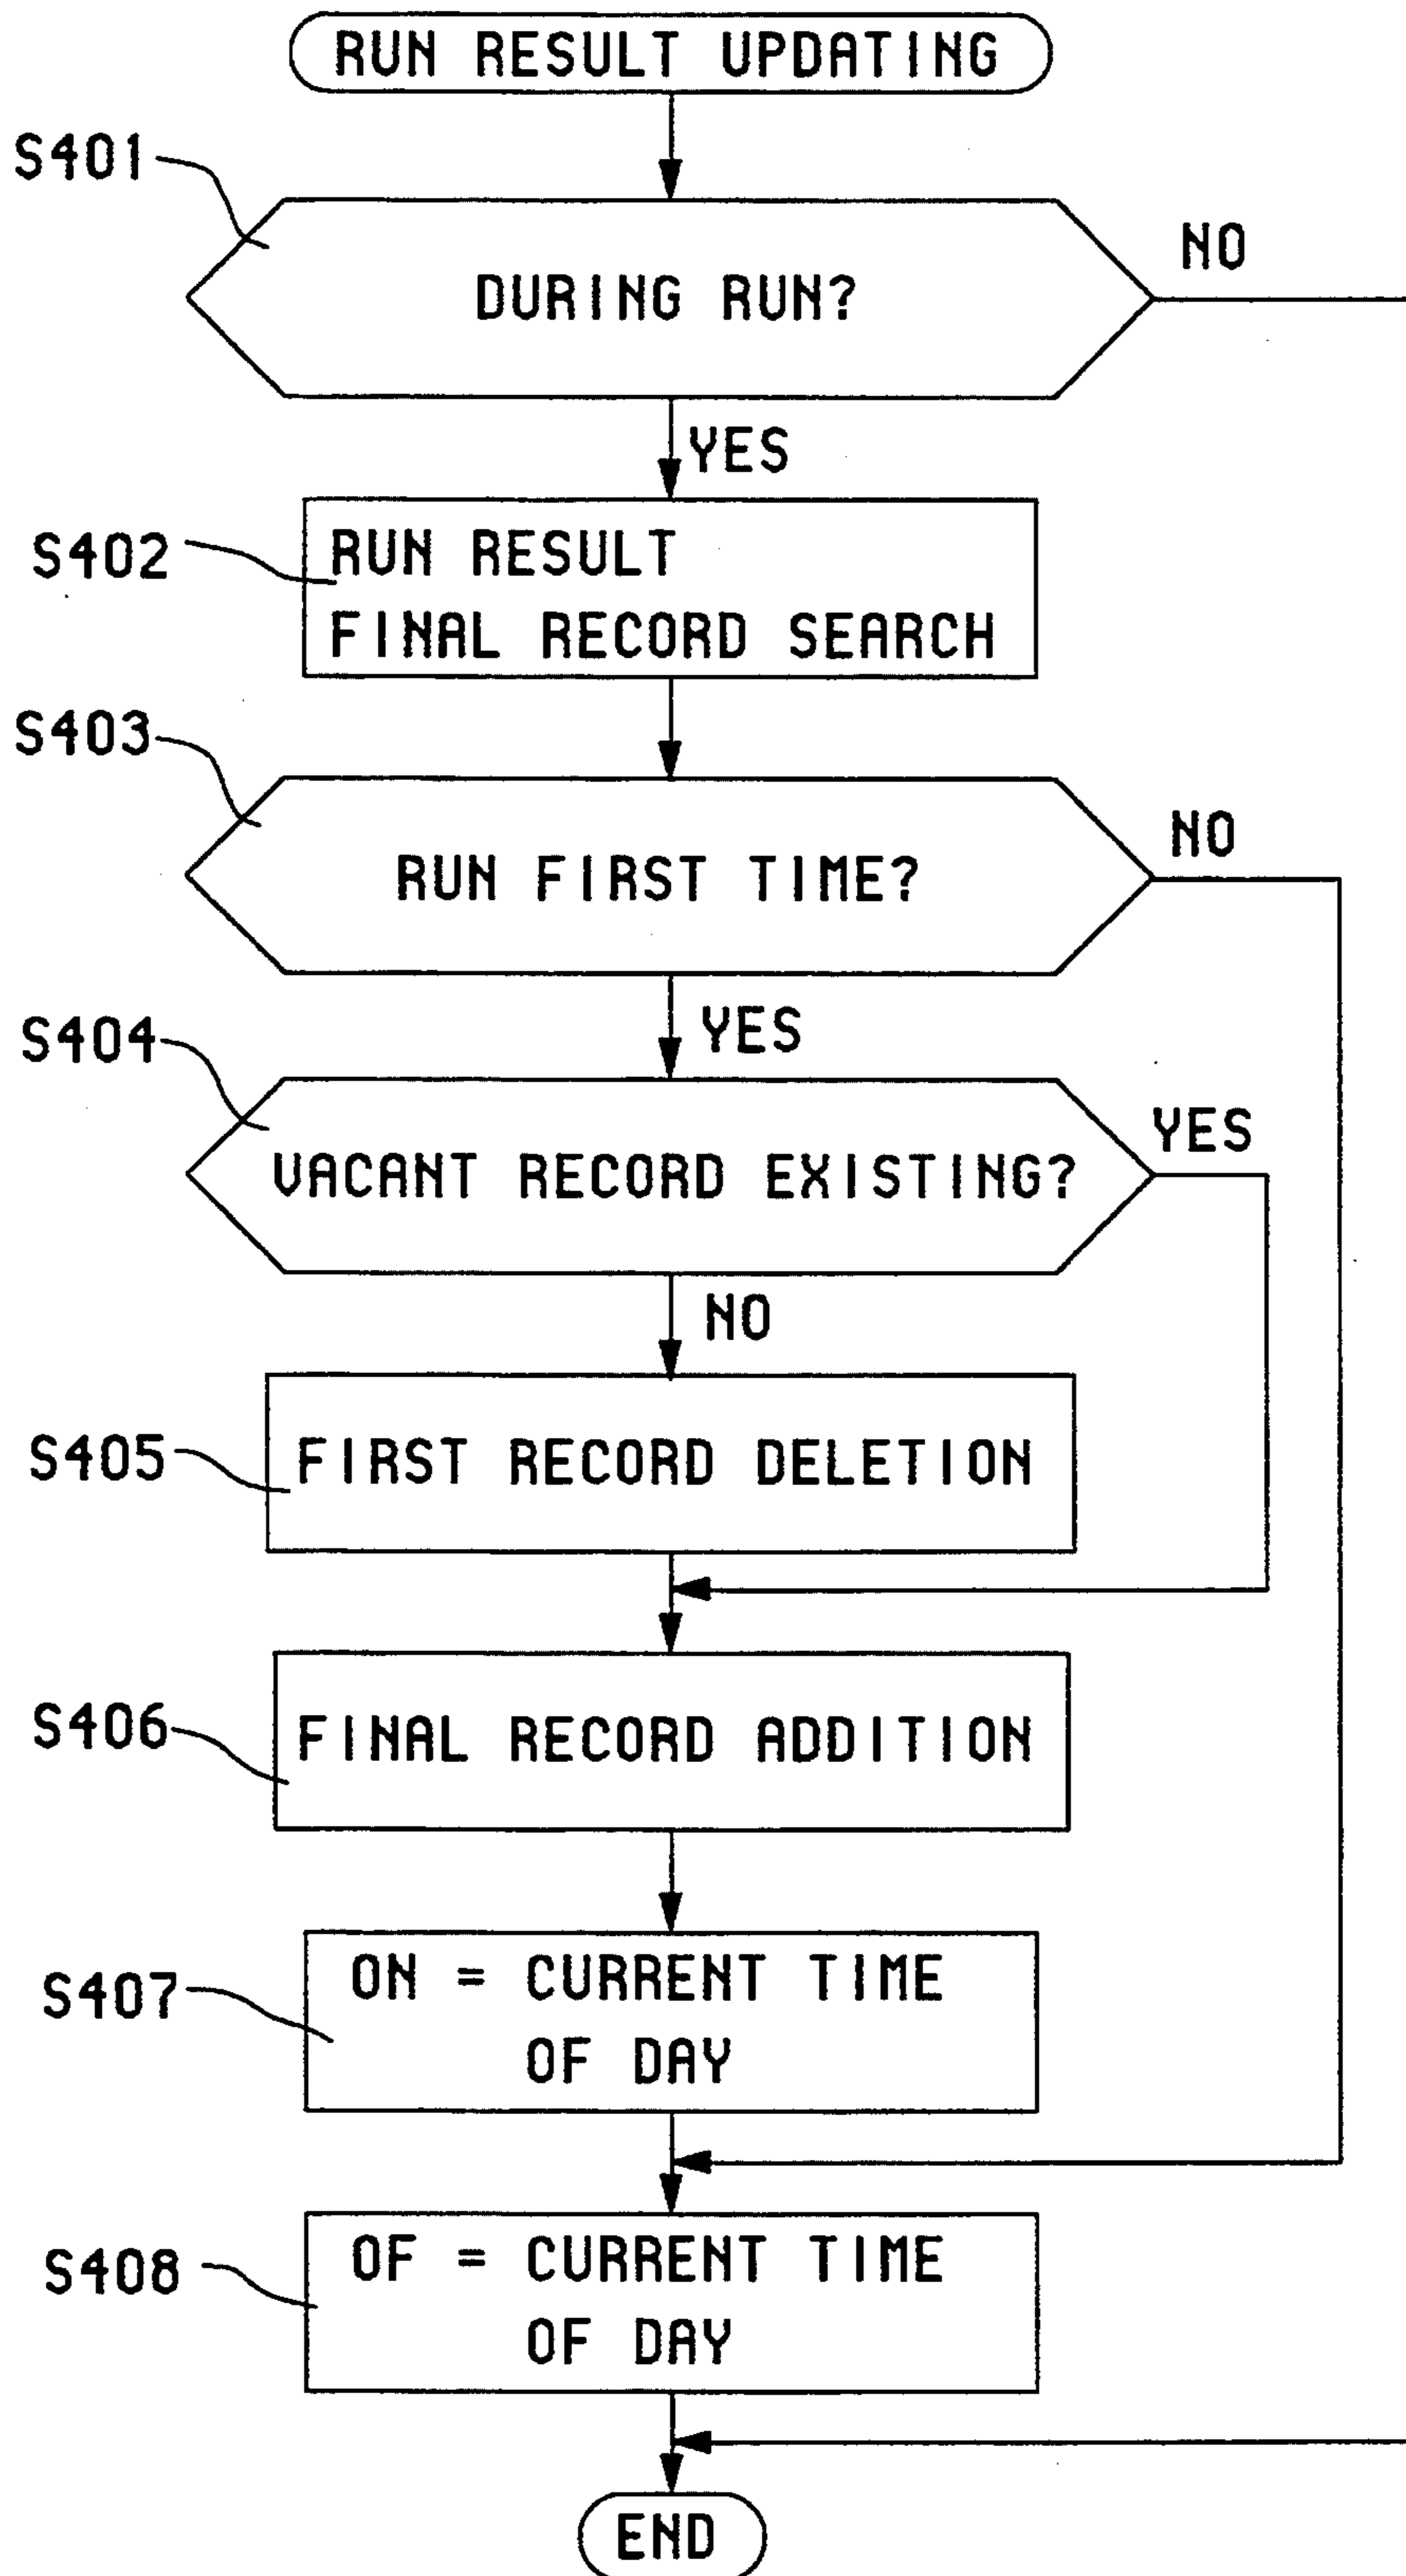 RUN RESULT UPDATING
S401
DURING RUN?
NO
YES
S402
RUN RESULT
FINAL RECORD SEARCH
S403
RUN FIRST TIME?
NO
YES
S404
VACANT RECORD EXISTING?
YES
NO
S405
FIRST RECORD DELETION
S406
FINAL RECORD ADDITION
S407
ON = CURRENT TIME
OF DAY
S408
OF = CURRENT TIME
OF DAY
END